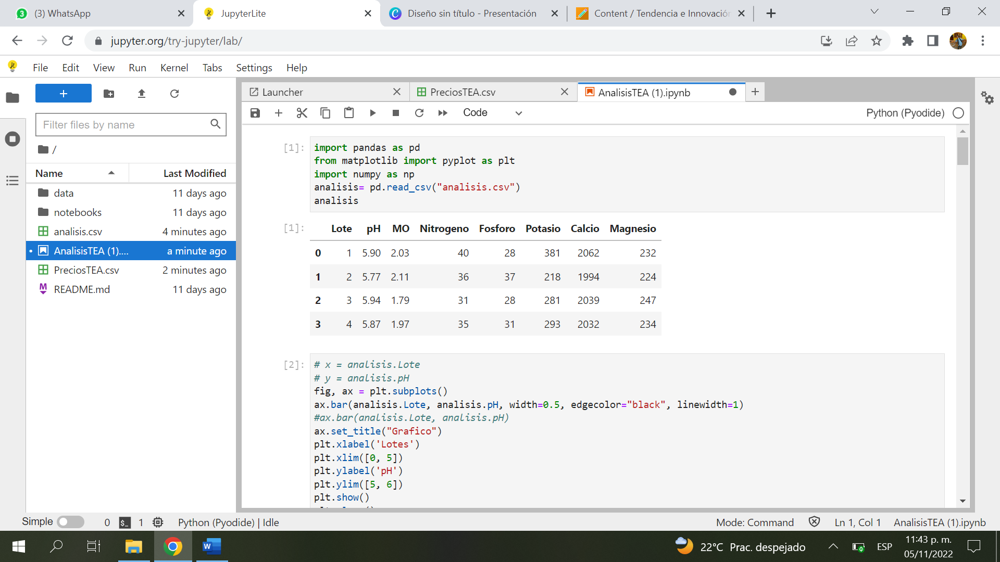 (3) WhatsApp
JupyterLite
Diseño sin título - Presentación
Content / Tendencia e Innovación
jupyter.org/try-jupyter/lab/
File Edit View Run Kernel Tabs Settings Help
Launcher
PreciosTEA.csv
AnalisisTEA (1).ipynb
Code
Python (Pyodide)
Filter files by name
/
Name Last Modified
data 11 days ago
notebooks 11 days ago
analisis.csv 4 minutes ago
AnalisisTEA (1).... a minute ago
PreciosTEA.csv 2 minutes ago
README.md 11 days ago
[1]:
import pandas as pd
from matplotlib import pyplot as plt
import numpy as np
analisis= pd.read_csv("analisis.csv")
analisis
[1]:
Lote pH MO Nitrogeno Fosforo Potasio Calcio Magnesio
0 1 5.90 2.03 40 28 381 2062 232
1 2 5.77 2.11 36 37 218 1994 224
2 3 5.94 1.79 31 28 281 2039 247
3 4 5.87 1.97 35 31 293 2032 234
[2]:
# x = analisis.Lote
# y = analisis.pH
fig, ax = plt.subplots()
ax.bar(analisis.Lote, analisis.pH, width=0.5, edgecolor="black", linewidth=1)
#ax.bar(analisis.Lote, analisis.pH)
ax.set_title("Grafico")
plt.xlabel('Lotes')
plt.xlim([0, 5])
plt.ylabel('pH')
plt.ylim([5, 6])
plt.show()
Simple 0 1 Python (Pyodide) | Idle
Mode: Command Ln 1, Col 1 AnalisisTEA (1).ipynb
22°C Prac. despejado
ESP
11:43 p. m.
05/11/2022